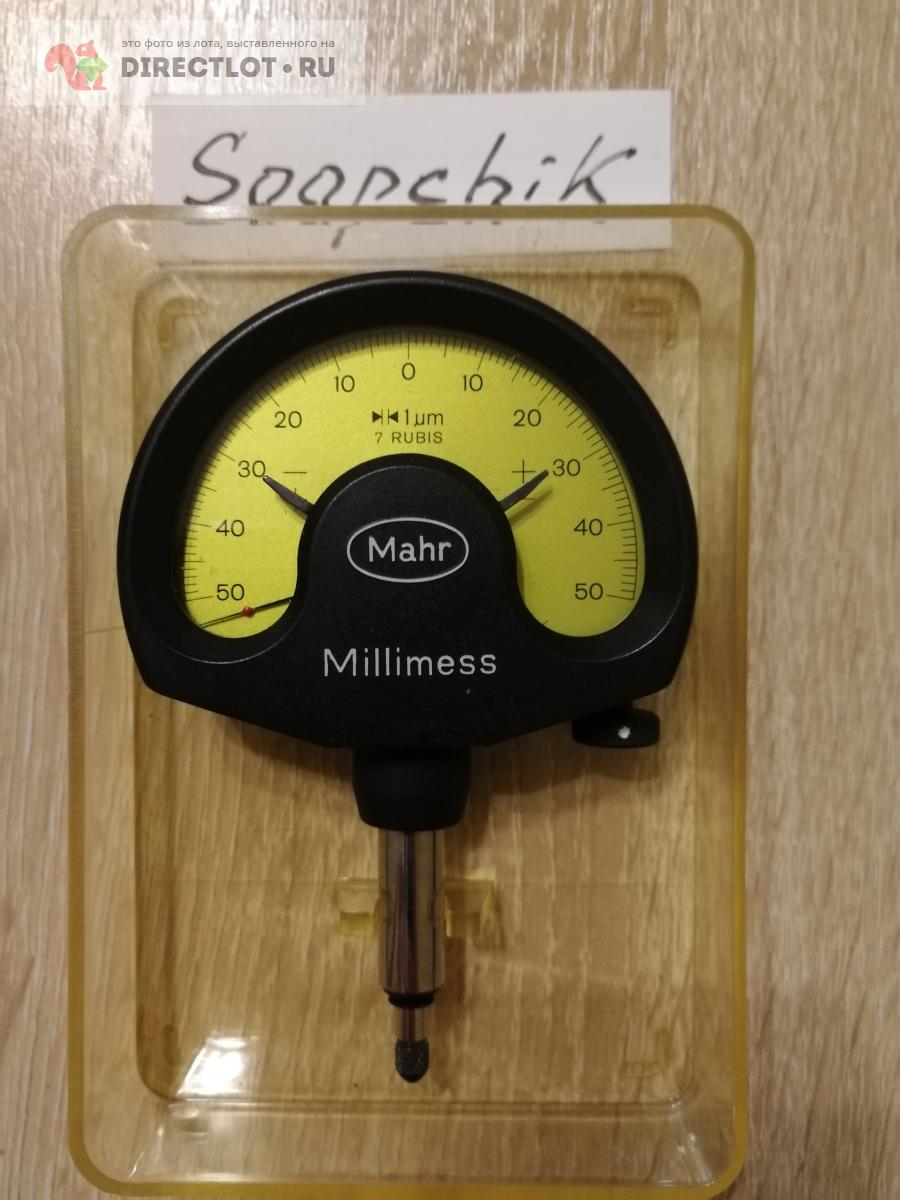 это фото из лота, выставленного на
DIRECTLOT•RU
Soapchik
10 0 10
20 1µm 20
7 RUBIS
30 − + 30
40 40
Mahr
50 50
Millimess